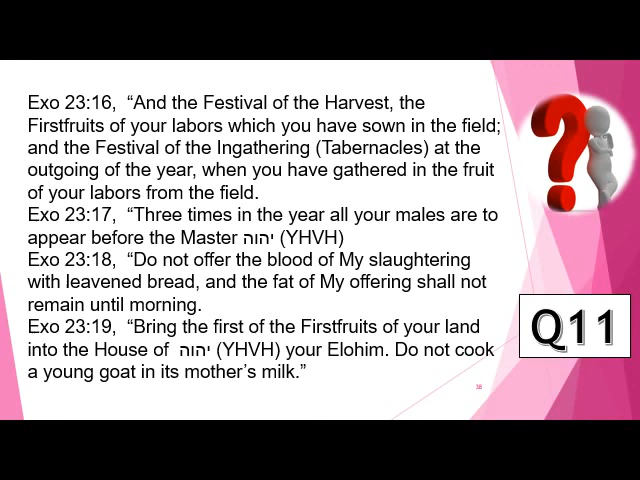 Exo 23:16,  “And the Festival of the Harvest, the
Firstfruits of your labors which you have sown in the field;
and the Festival of the Ingathering (Tabernacles) at the
outgoing of the year, when you have gathered in the fruit
of your labors from the field.
Exo 23:17,  “Three times in the year all your males are to
appear before the Master יהוה (YHVH)
Exo 23:18,  “Do not offer the blood of My slaughtering
with leavened bread, and the fat of My offering shall not
remain until morning.
Exo 23:19,  “Bring the first of the Firstfruits of your land
into the House of  יהוה (YHVH) your Elohim. Do not cook
a young goat in its mother’s milk.”
?
Q11
38